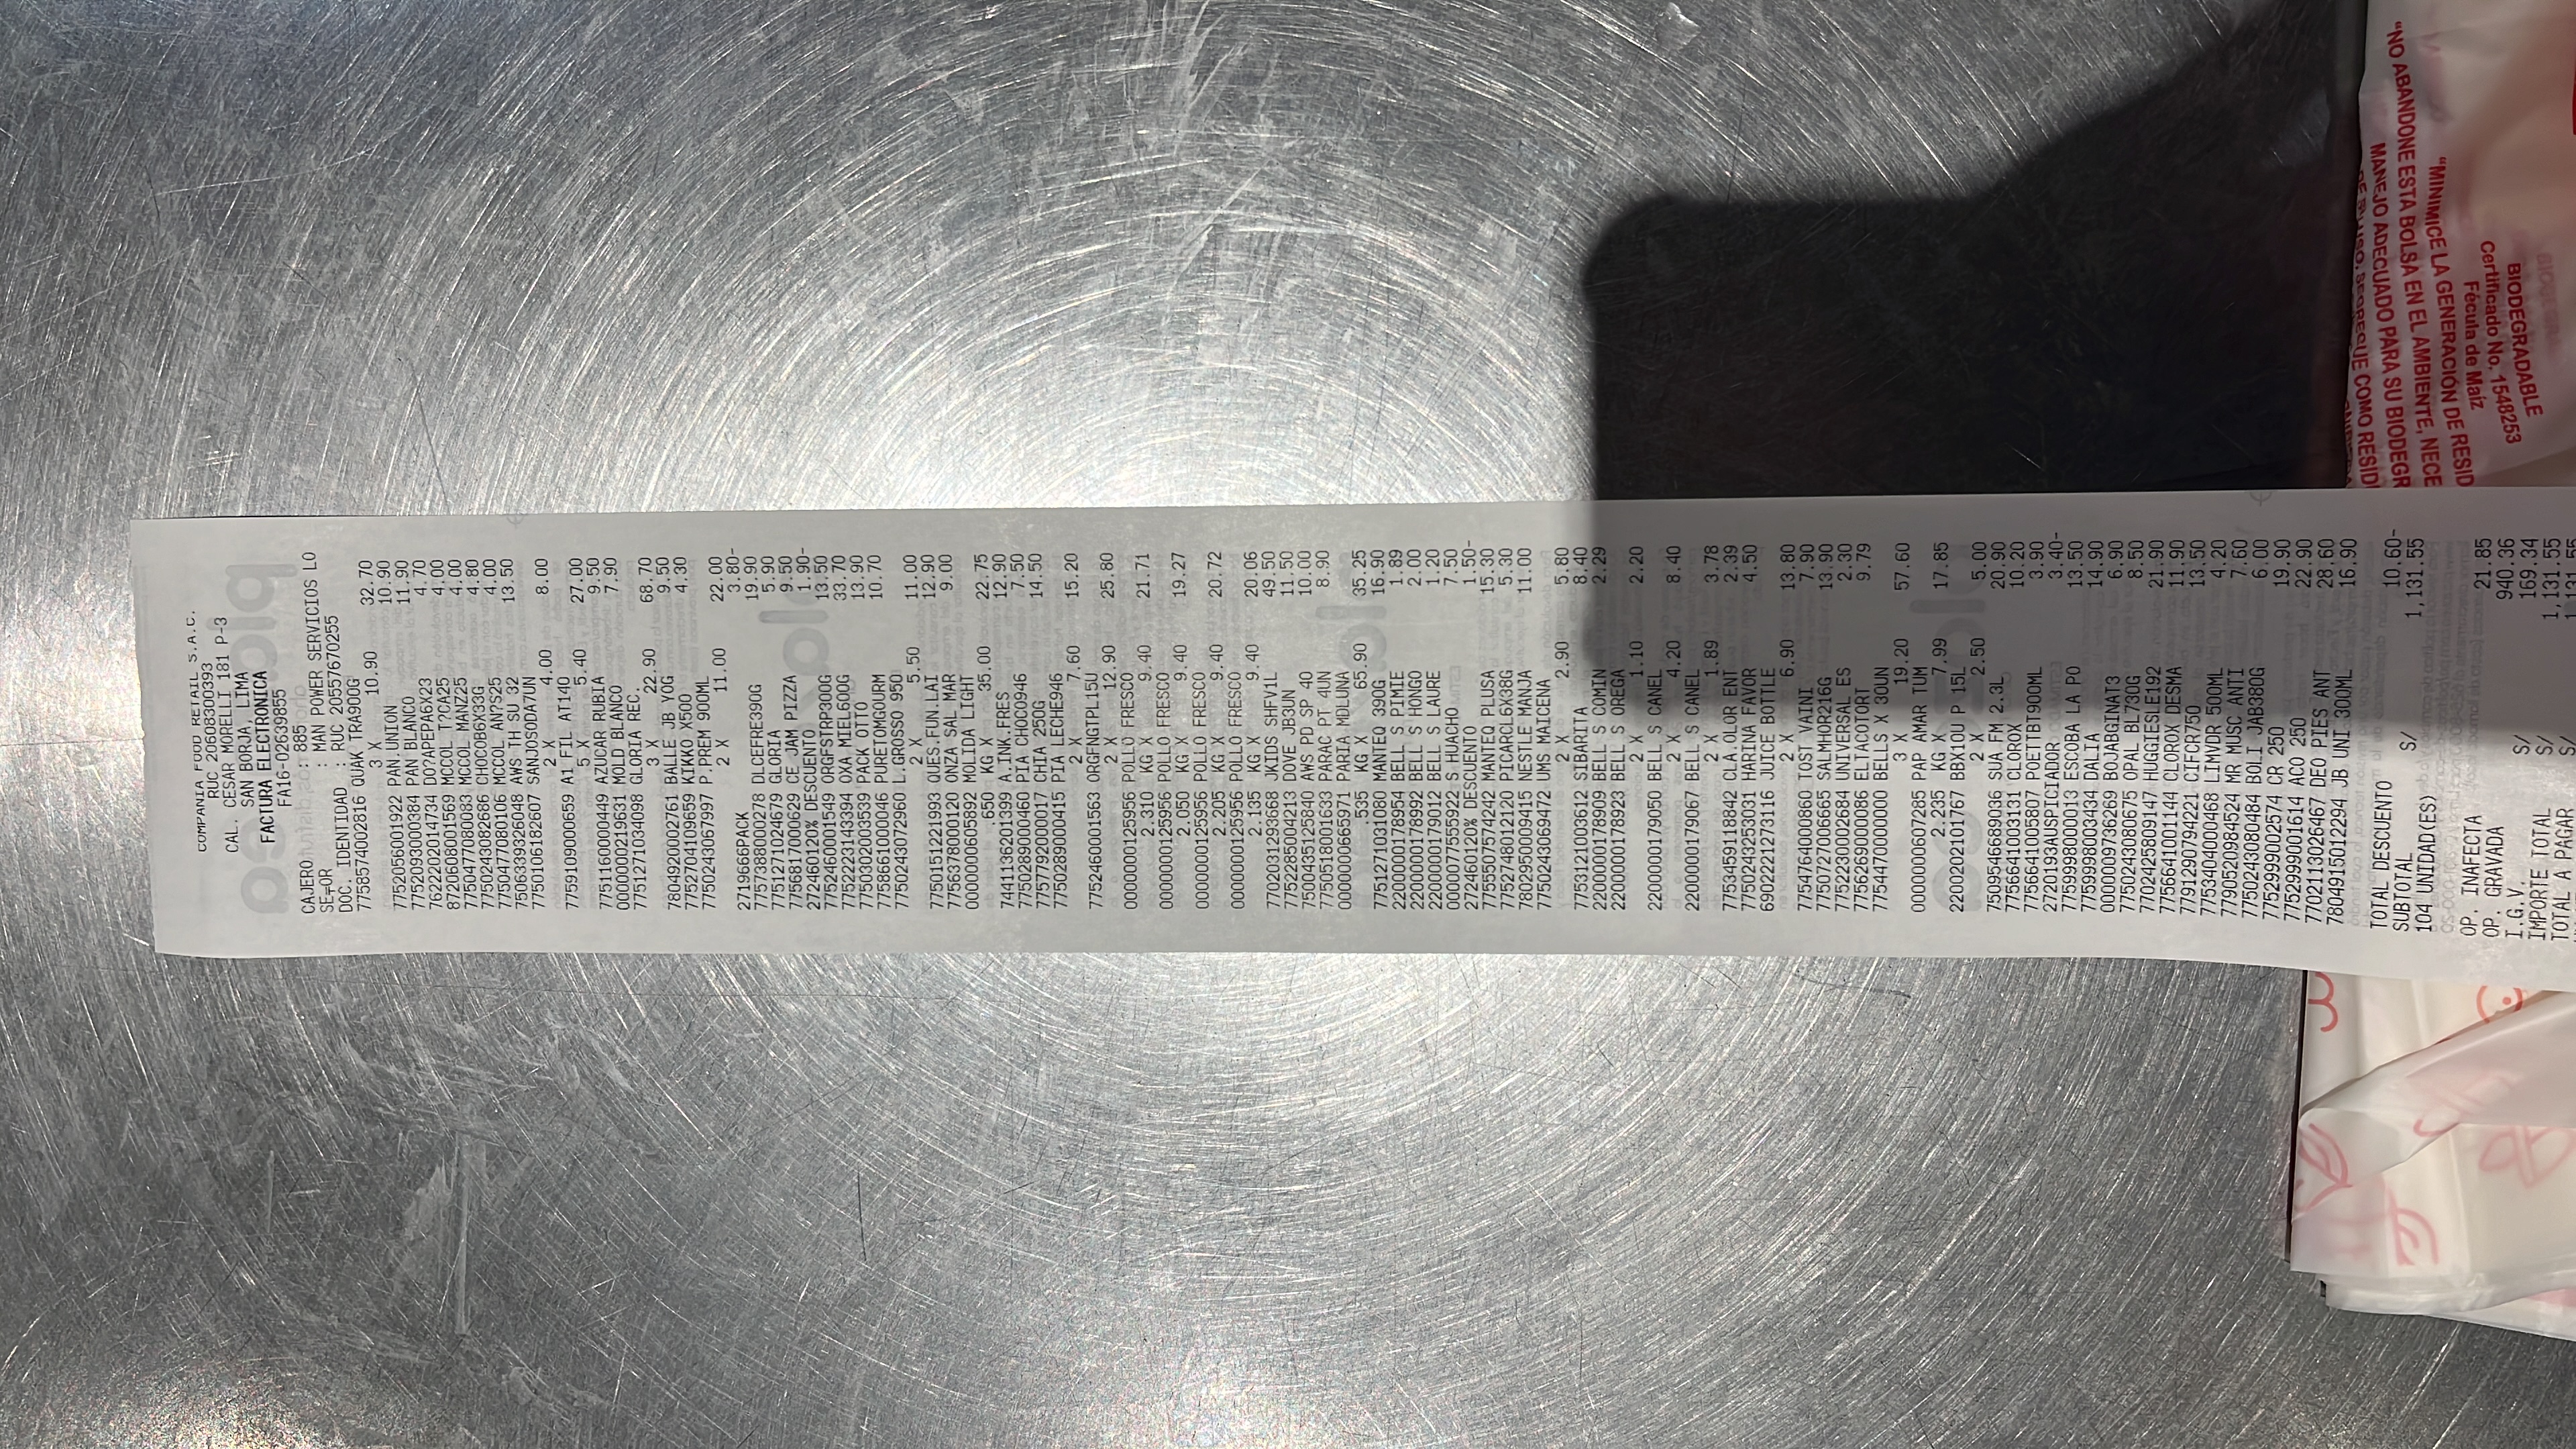 COMPANIA FOOD RETAIL S.A.C.
RUC 20608300393
CAL. CESAR MORELLI 181 P-3
SAN BORJA, LIMA
FACTURA ELECTRONICA
FA16-02639855
CAJERO : 885
SE OR : MAN POWER SERVICIOS LO
DOC. IDENTIDAD : RUC 20557670255
7758574002816 QUAK TRA900G
3 X 10.90 32.70
7752056001922 PAN.UNION 10.90
7752093000384 PAN BLANCO 11.90
7622202014734 DO?APEPA6X23 4.70
8720608001569 MCCOL T?CA25 4.00
7750477080083 MCCOL MANZ25 4.00
7750243082686 CHOCOB6X33G 4.80
7750477080106 MCCOL AN?S25 4.00
7506339326048 AWS TH SU 32 13.50
7750106182607 SANJOSODA7UN
2 X 4.00 8.00
7759109000659 A1 FIL AT140
5 X 5.40 27.00
7751160000449 AZUCAR RUBIA 9.50
0000000219631 MOLD BLANCO 7.90
7751271034098 GLORIA REC.
3 X 22.90 68.70
7804920002761 BALLE JB YOG 9.50
7752704109659 KIKKO X500 4.30
7750243067997 P.PREM 900ML
2 X 11.00 22.00
2719666PACK 3.80-
7757388000278 DLCEFRE390G 19.90
7751271024679 GLORIA 5.90
7756817000629 CE JAM PIZZA 9.50
272460120% DESCUENTO 1.90-
7752460001549 ORGFSTRP300G 13.50
7752223143394 OXA MIEL600G 33.70
7750302003539 PACK OTTO 13.90
7758661000046 PURETOMGOURM 10.70
7750243072960 L.GROSSO 950
2 X 5.50 11.00
7750151221993 QUES.FUN.LAI 12.90
7756378000120 ONZA SAL MAR 9.00
0000000605892 MOLIDA LIGHT
.650 KG X 35.00 22.75
7441136201399 A.INK.FRES 12.90
7750289000460 PIA CHOCO946 7.50
7757792000017 CHIA 250G 14.50
7750289000415 PIA LECHE946
2 X 7.60 15.20
7752460001563 ORGFNGTPL15U
2 X 12.90 25.80
0000000125956 POLLO FRESCO
2.310 KG X 9.40 21.71
0000000125956 POLLO FRESCO
2.050 KG X 9.40 19.27
0000000125956 POLLO FRESCO
2.205 KG X 9.40 20.72
0000000125956 POLLO FRESCO
2.135 KG X 9.40 20.06
7702031293668 JKIDS SHFV1L 49.50
7752285004213 DOVE JB3UN 11.50
7500435125840 AWS PD SP 40 10.00
7750518001633 PARAC PT 4UN 8.90
0000000665971 PARIA MDLUNA
.535 KG X 65.90 35.25
7751271031080 MANTEQ 390G 16.90
2200000178954 BELL S PIMIE 1.89
2200000178992 BELL S HONGO 2.00
2200000179012 BELL S LAURE 1.20
0000077555922 S HUACHO 7.50
272460120% DESCUENTO 1.50-
7755507574242 MANTEQ PLUSA 15.30
7752748012120 PICARCL6X38G 5.30
7802950009415 NESTLE MANJA 11.00
7750243069472 UMS MAICENA
2 X 2.90 5.80
7753121003612 SIBARITA 8.40
2200000178909 BELL S COMIN 2.29
2200000178923 BELL S OREGA
2 X 1.10 2.20
2200000179050 BELL S CANEL
2 X 4.20 8.40
2200000179067 BELL S CANEL
2 X 1.89 3.78
7753459118842 CLA.OLOR ENT 2.39
7750243253031 HARINA FAVOR 4.50
6902221273116 JUICE BOTTLE
2 X 6.90 13.80
7754764000860 TOST VAINI 7.90
7750727006665 SALMHOR216G 13.90
7752230002684 UNIVERSAL ES 2.30
7756269000086 ELTACOTORT 9.79
7754470000000 BELLS X 30UN
3 X 19.20 57.60
0000000607285 PAP AMAR TUM
2.235 KG X 7.99 17.85
2200202101767 BBX10U P 15L
2 X 2.50 5.00
7509546689036 SUA FM 2.3L 20.90
7756641003131 CLOROX 10.20
7756641005807 POETTBT900ML 3.90
2720193AUSPICIADOR 3.40-
7759998000013 ESCOBA LA PO 13.50
7759998003434 DALIA 14.90
0000009736269 BOJABGINAT3 6.90
7750243080675 OPAL BL730G 8.50
7702425809147 HUGGIESLE192 21.90
7756641001144 CLOROX DESMA 11.90
7791290794221 CIFCR750 13.50
7753404000468 LIMVDR 500ML 4.20
7790520984524 MR MUSC ANTI 7.60
7750243080484 BOLI JAB380G 6.00
7752999002574 CR 250 19.90
7752999001614 ACO 250 22.90
7702113026467 DEO PIES ANT 28.60
7804915012294 JB UNI 300ML 16.90
TOTAL DESCUENTO 10.60-
SUBTOTAL S/ 1,131.55
104 UNIDAD(ES)
OP. INAFECTA 21.85
OP. GRAVADA 940.36
I.G.V. S/ 169.34
IMPORTE TOTAL S/ 1,131.55
TOTAL A PAGAR S/ 1,131.55
BIODEGRADABLE
Certificado No. 1548253
Fécula de Maíz
"MINIMICE LA GENERACIÓN DE RESID
"NO ABANDONE ESTA BOLSA EN EL AMBIENTE, NECE
MANEJO ADECUADO PARA SU BIODEGR
SEGREGUE COMO RESID